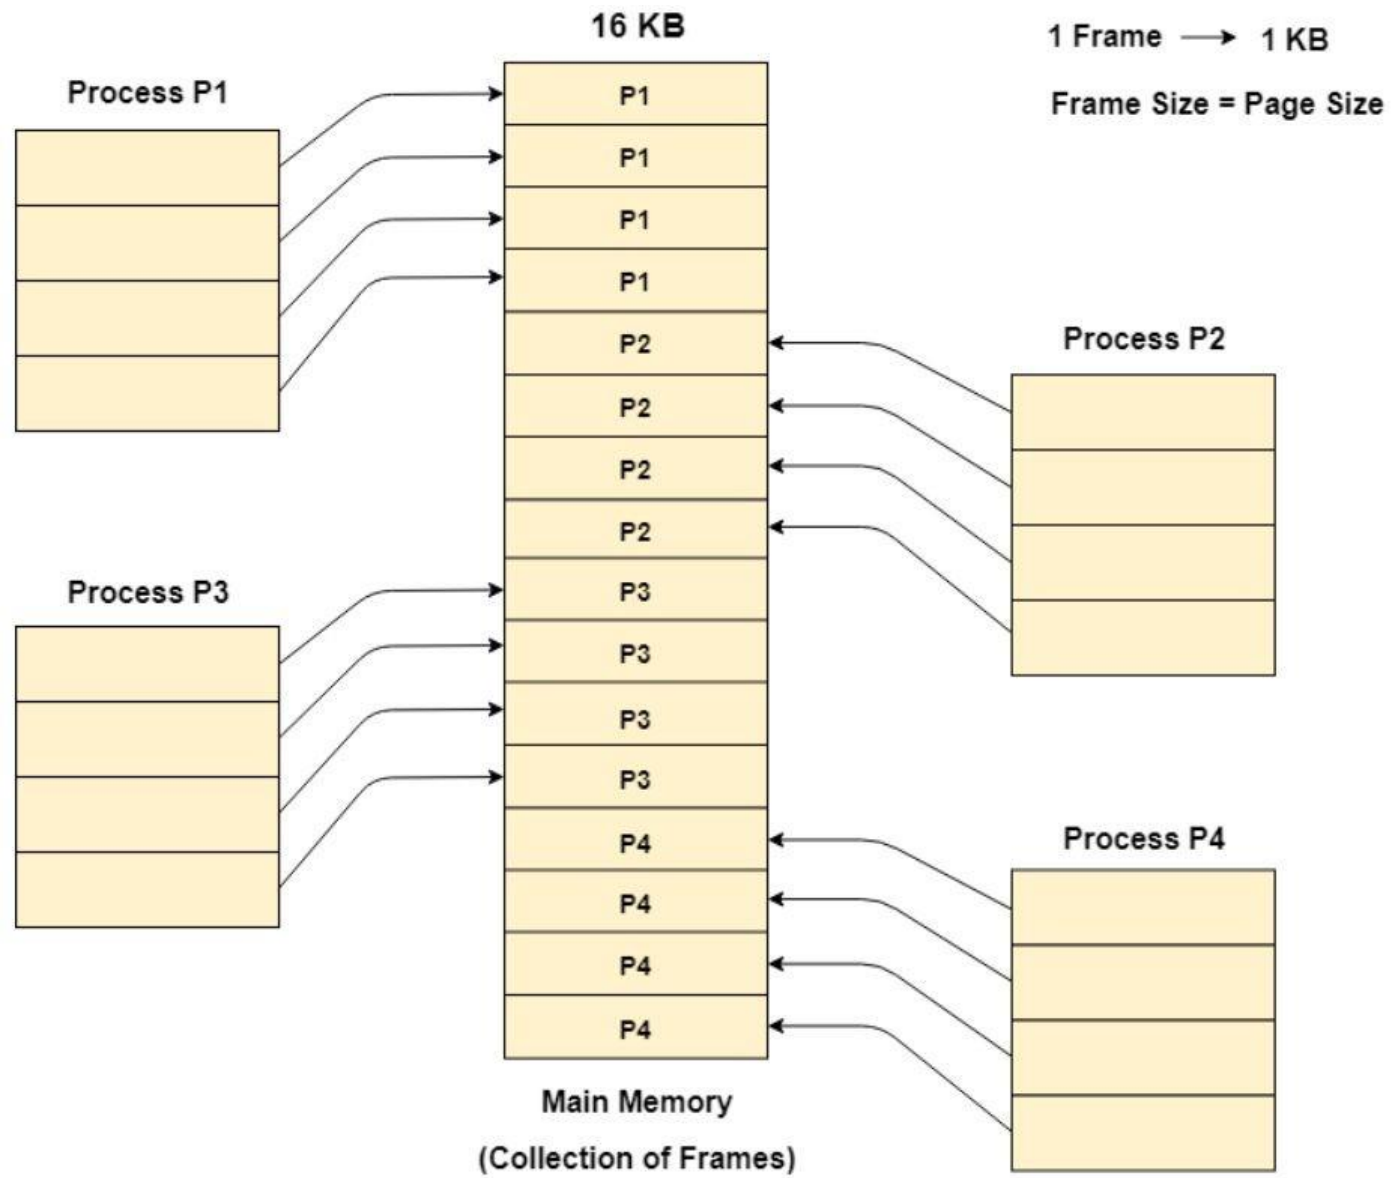 16 KB
1 Frame → 1 KB
Frame Size = Page Size
Process P1
P1
P1
P1
P1
P2
P2
P2
P2
P3
P3
P3
P3
P4
P4
P4
P4
Process P2
Process P3
Process P4
Main Memory
(Collection of Frames)